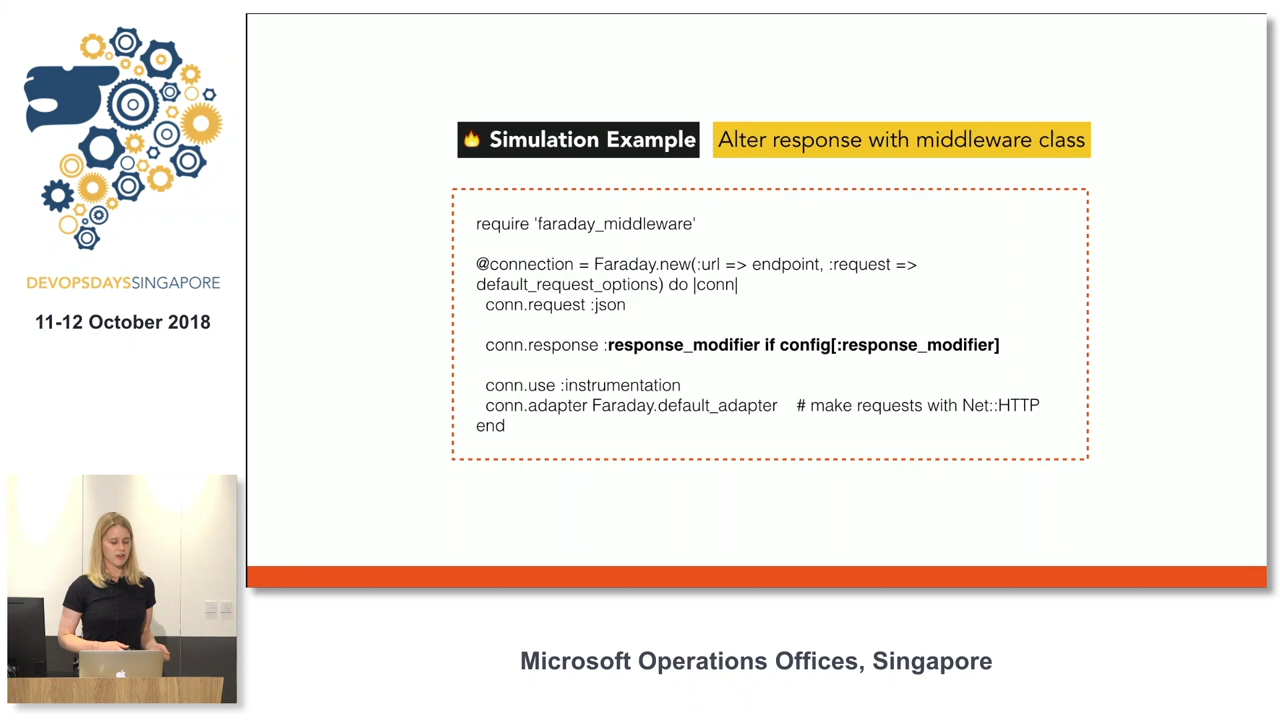 DEVOPSDAYSSINGAPORE
11-12 October 2018
🔥 Simulation Example
Alter response with middleware class
require 'faraday_middleware'
@connection = Faraday.new(:url => endpoint, :request =>
default_request_options) do |conn|
conn.request :json
conn.response :response_modifier if config[:response_modifier]
conn.use :instrumentation
conn.adapter Faraday.default_adapter # make requests with Net::HTTP
end
Microsoft Operations Offices, Singapore